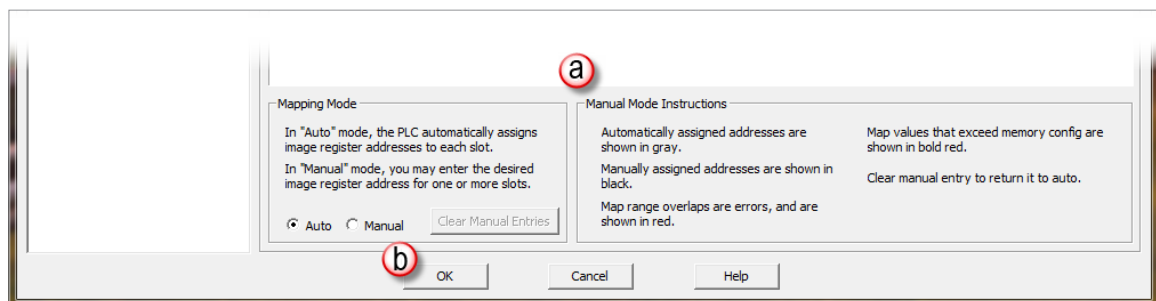 a
Mapping Mode
In "Auto" mode, the PLC automatically assigns
image register addresses to each slot.
In "Manual" mode, you may enter the desired
image register address for one or more slots.
Auto
Manual
Clear Manual Entries
Manual Mode Instructions
Automatically assigned addresses are
shown in gray.
Manually assigned addresses are shown in
black.
Map range overlaps are errors, and are
shown in red.
Map values that exceed memory config are
shown in bold red.
Clear manual entry to return it to auto.
b
OK
Cancel
Help